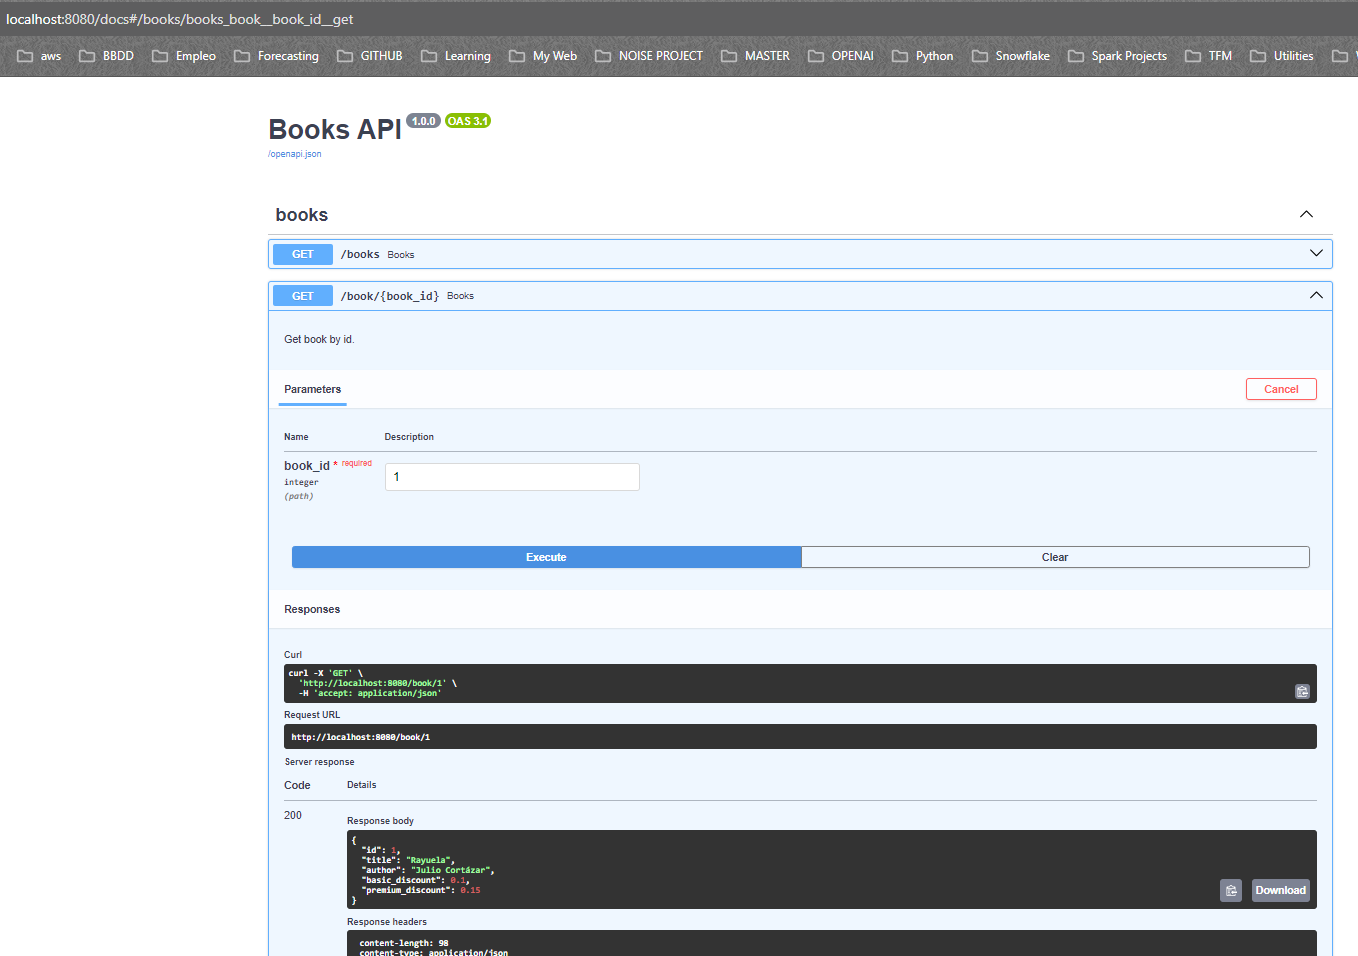 localhost:8080/docs#/books/books_book__book_id__get
aws BBDD Empleo Forecasting GITHUB Learning My Web NOISE PROJECT MASTER OPENAI Python Snowflake Spark Projects TFM Utilities
Books API 1.0.0 OAS 3.1
/openapi.json
books
GET /books Books
GET /book/{book_id} Books
Get book by id.
Parameters Cancel
Name Description
book_id * required 1
integer
(path)
Execute Clear
Responses
Curl
curl -X 'GET' \
'http://localhost:8080/book/1' \
-H 'accept: application/json'
Request URL
http://localhost:8080/book/1
Server response
Code Details
200
Response body
{
"id": 1,
"title": "Rayuela",
"author": "Julio Cortázar",
"basic_discount": 0.1,
"premium_discount": 0.15
}
Download
Response headers
content-length: 98
content-type: application/json